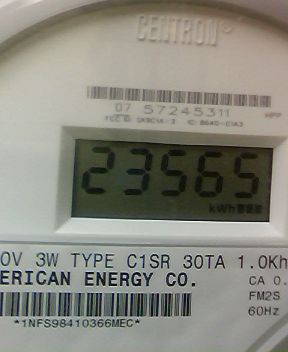 CENTRON®
07 57245311
23565
kWh
0V 3W TYPE C1SR 30TA 1.0Kh
ERICAN ENERGY CO.
CA 0.
FM2S
60Hz
*1NFS98410366MEC*